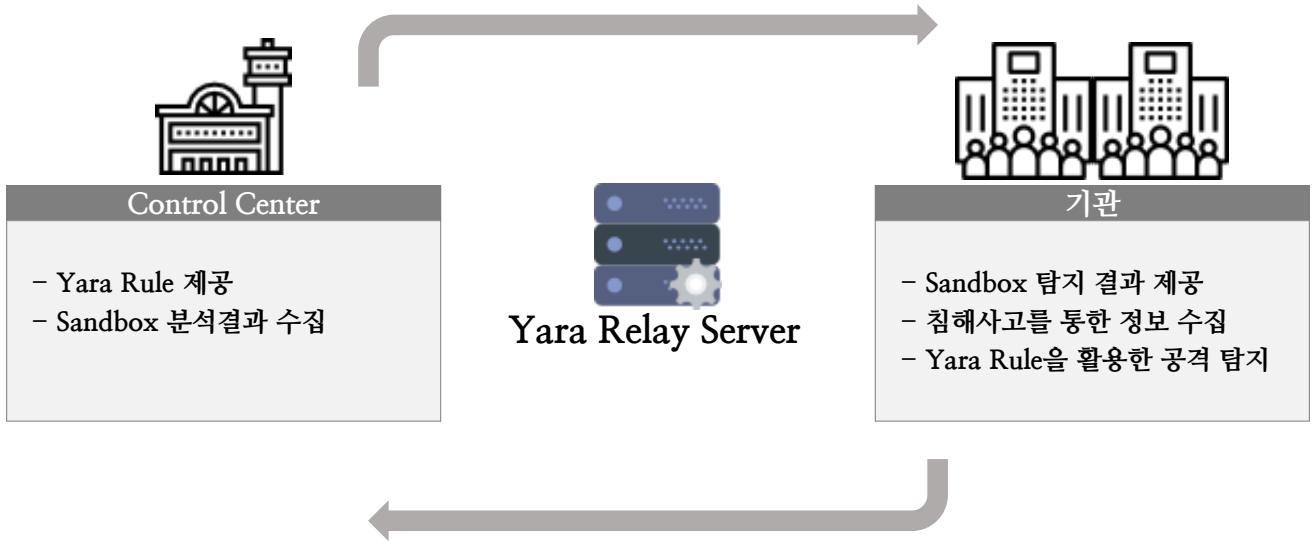 Control Center
- Yara Rule 제공
- Sandbox 분석결과 수집
Yara Relay Server
기관
- Sandbox 탐지 결과 제공
- 침해사고를 통한 정보 수집
- Yara Rule을 활용한 공격 탐지